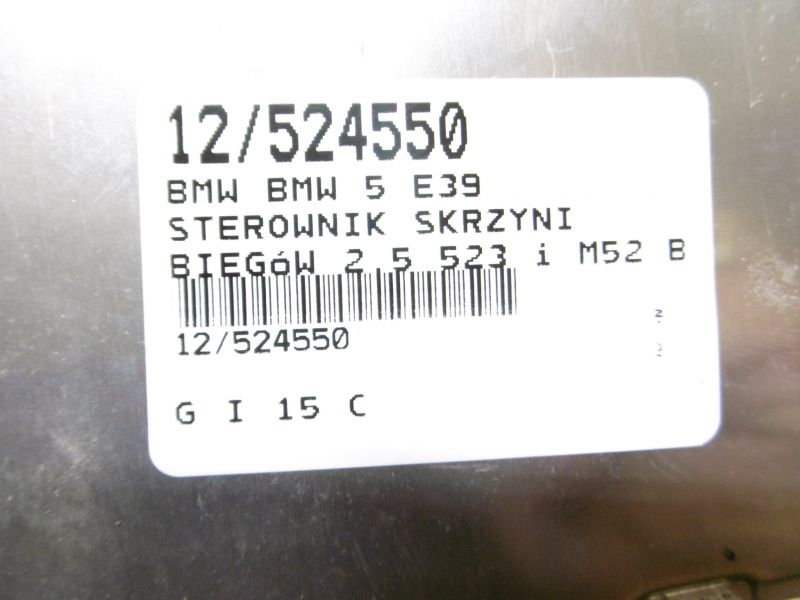 12/524550
BMW BMW 5 E39
STEROWNIK SKRZYNI
BIEGóW 2 5 523 i M52 B
12/524550
G I 15 C